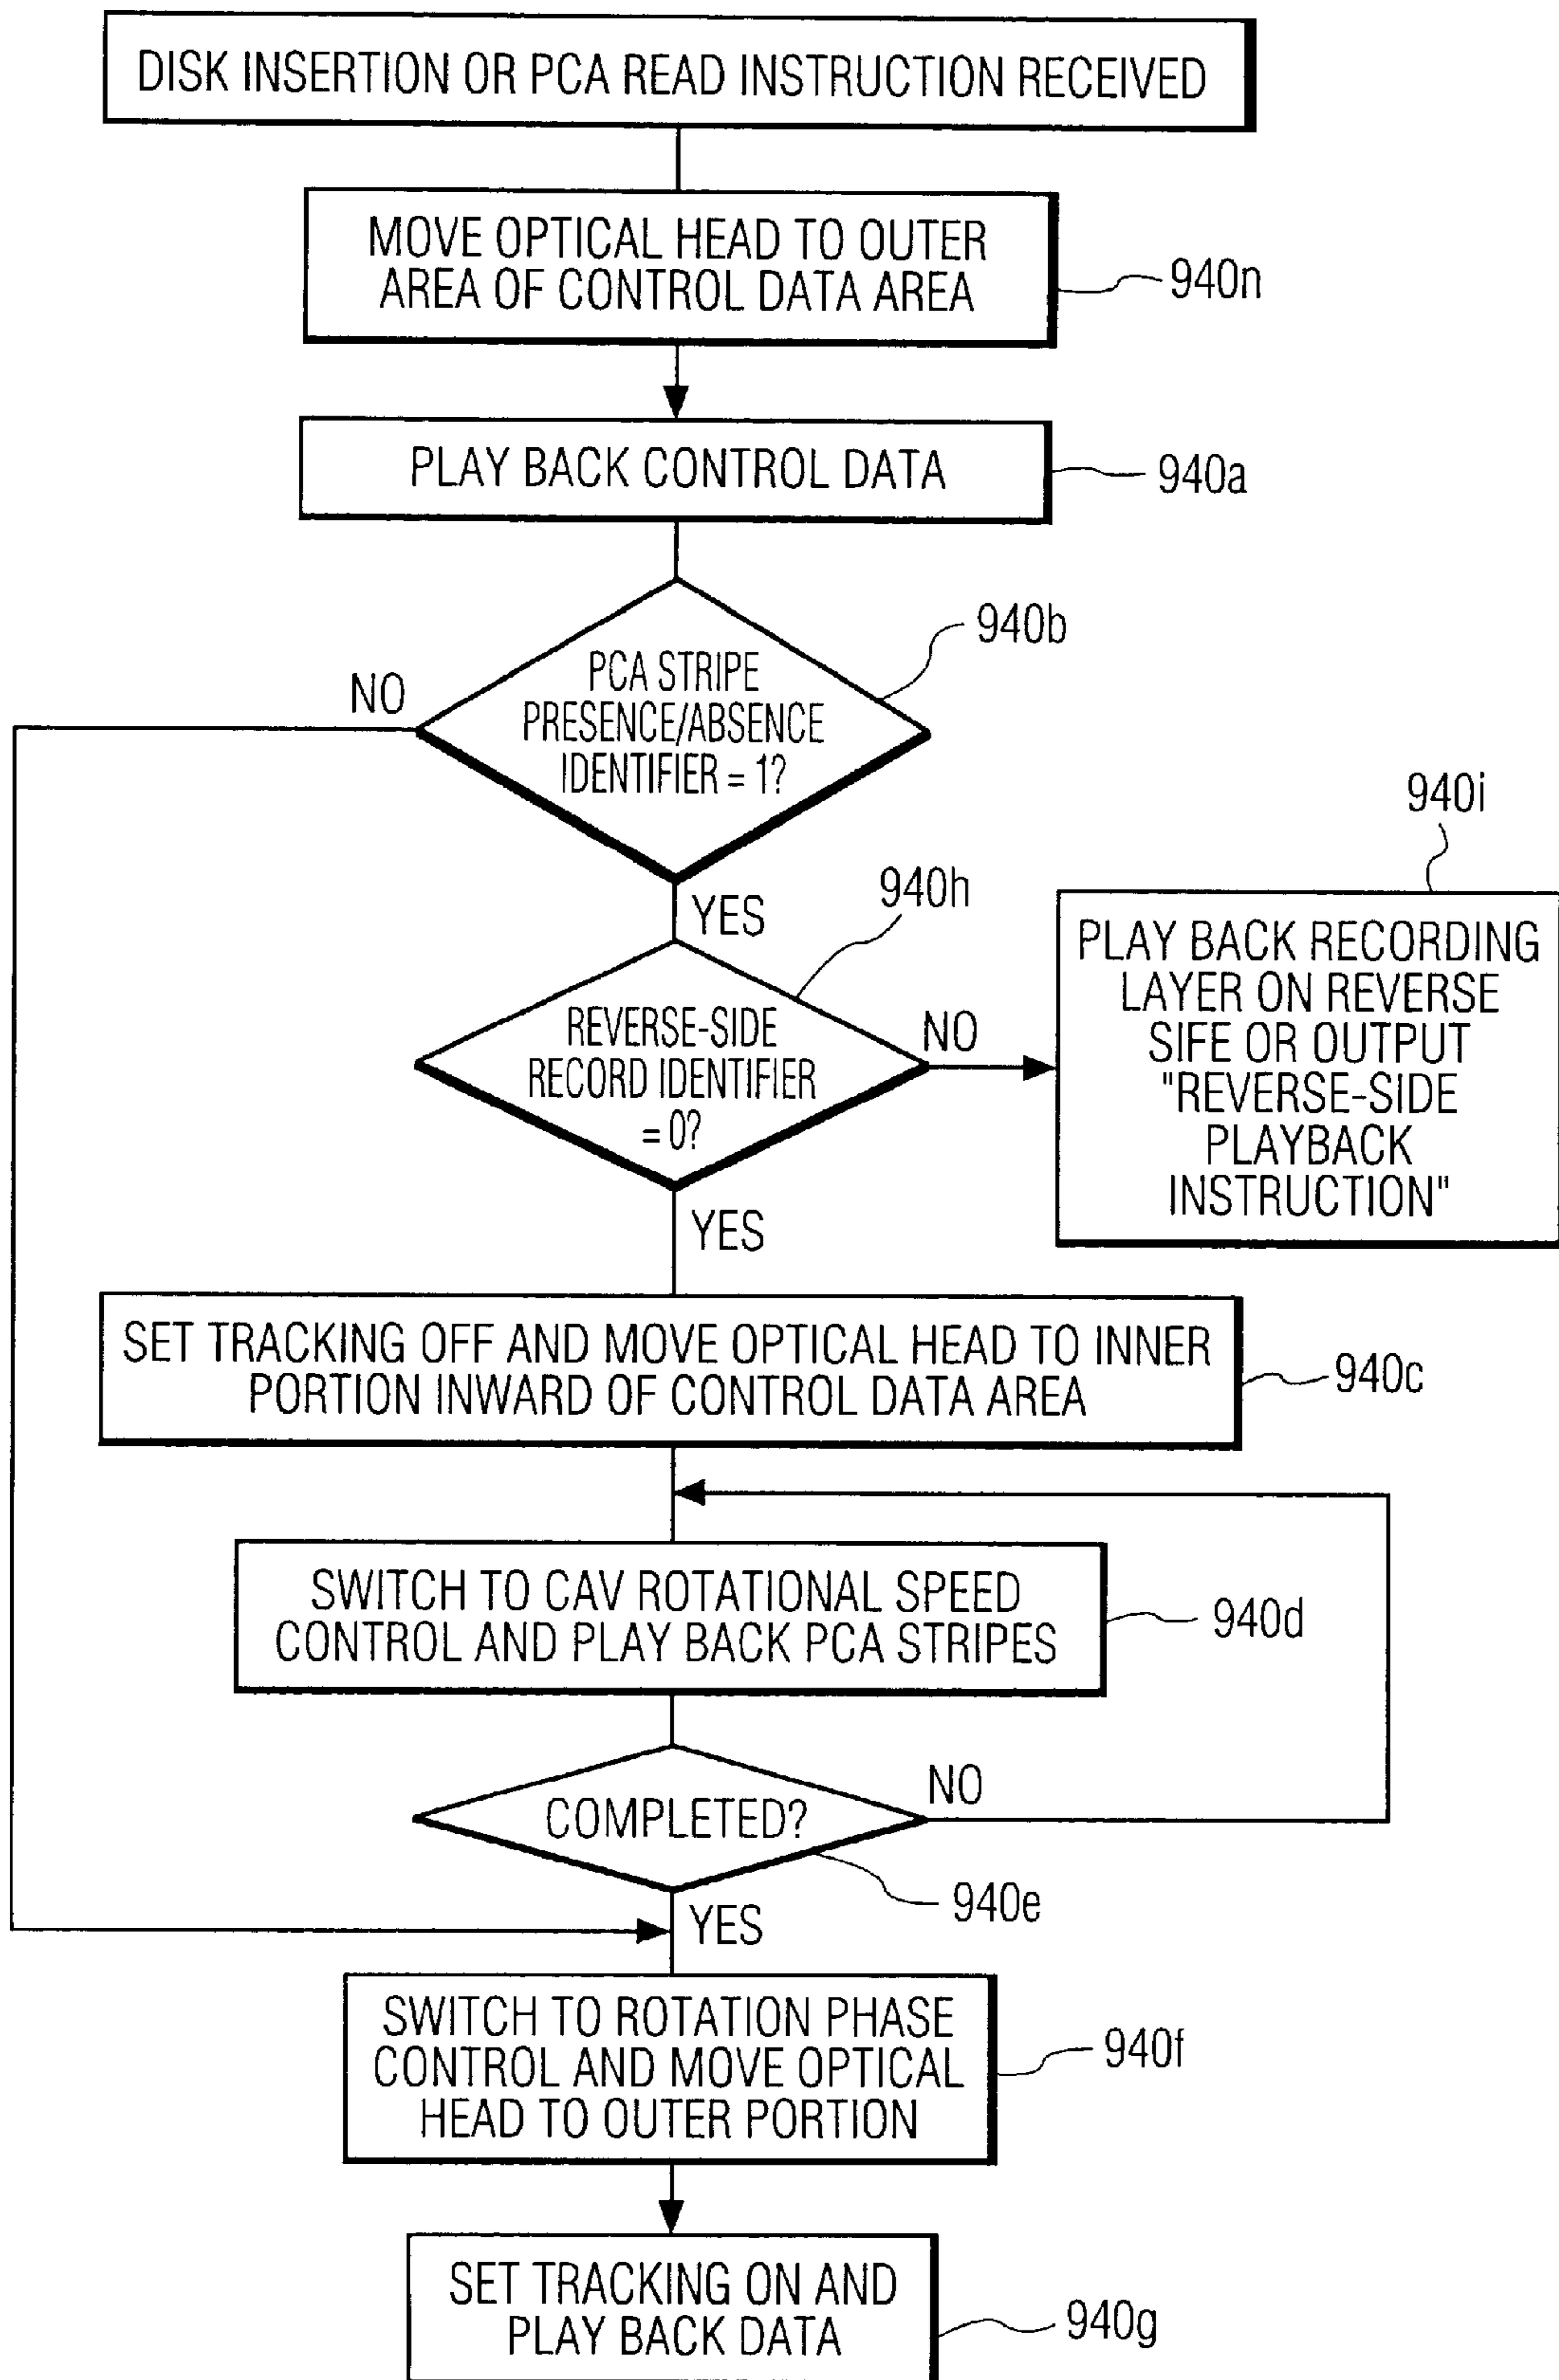 DISK INSERTION OR PCA READ INSTRUCTION RECEIVED
MOVE OPTICAL HEAD TO OUTER
AREA OF CONTROL DATA AREA
940n
PLAY BACK CONTROL DATA
940a
940b
NO
PCA STRIPE
PRESENCE/ABSENCE
IDENTIFIER = 1?
YES
940h
REVERSE-SIDE
RECORD IDENTIFIER
= 0?
NO
940i
PLAY BACK RECORDING
LAYER ON REVERSE
SIFE OR OUTPUT
"REVERSE-SIDE
PLAYBACK
INSTRUCTION"
YES
SET TRACKING OFF AND MOVE OPTICAL HEAD TO INNER
PORTION INWARD OF CONTROL DATA AREA
940c
SWITCH TO CAV ROTATIONAL SPEED
CONTROL AND PLAY BACK PCA STRIPES
940d
COMPLETED?
NO
940e
YES
SWITCH TO ROTATION PHASE
CONTROL AND MOVE OPTICAL
HEAD TO OUTER PORTION
940f
SET TRACKING ON AND
PLAY BACK DATA
940g